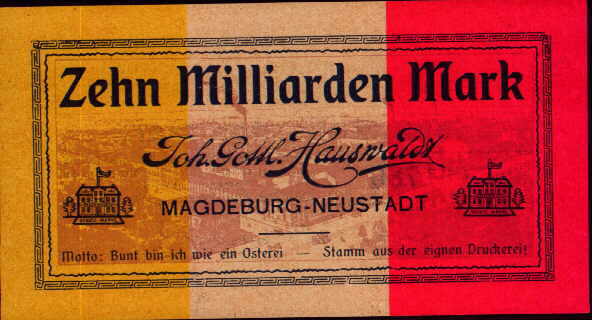 Zehn Milliarden Mark
Joh. Gottl. Hauswaldt
MAGDEBURG-NEUSTADT
Motto: Bunt bin ich wie ein Osterei — Stamm aus der eignen Druckerei!